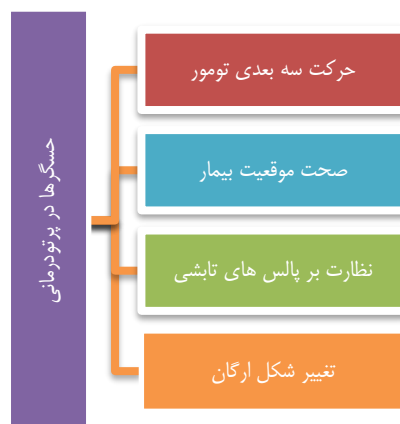 حسگرها در پرتودرمانی
حرکت سه بعدی تومور
صحت موقعیت بیمار
نظارت بر پالس های تابشی
تغییر شکل ارگان